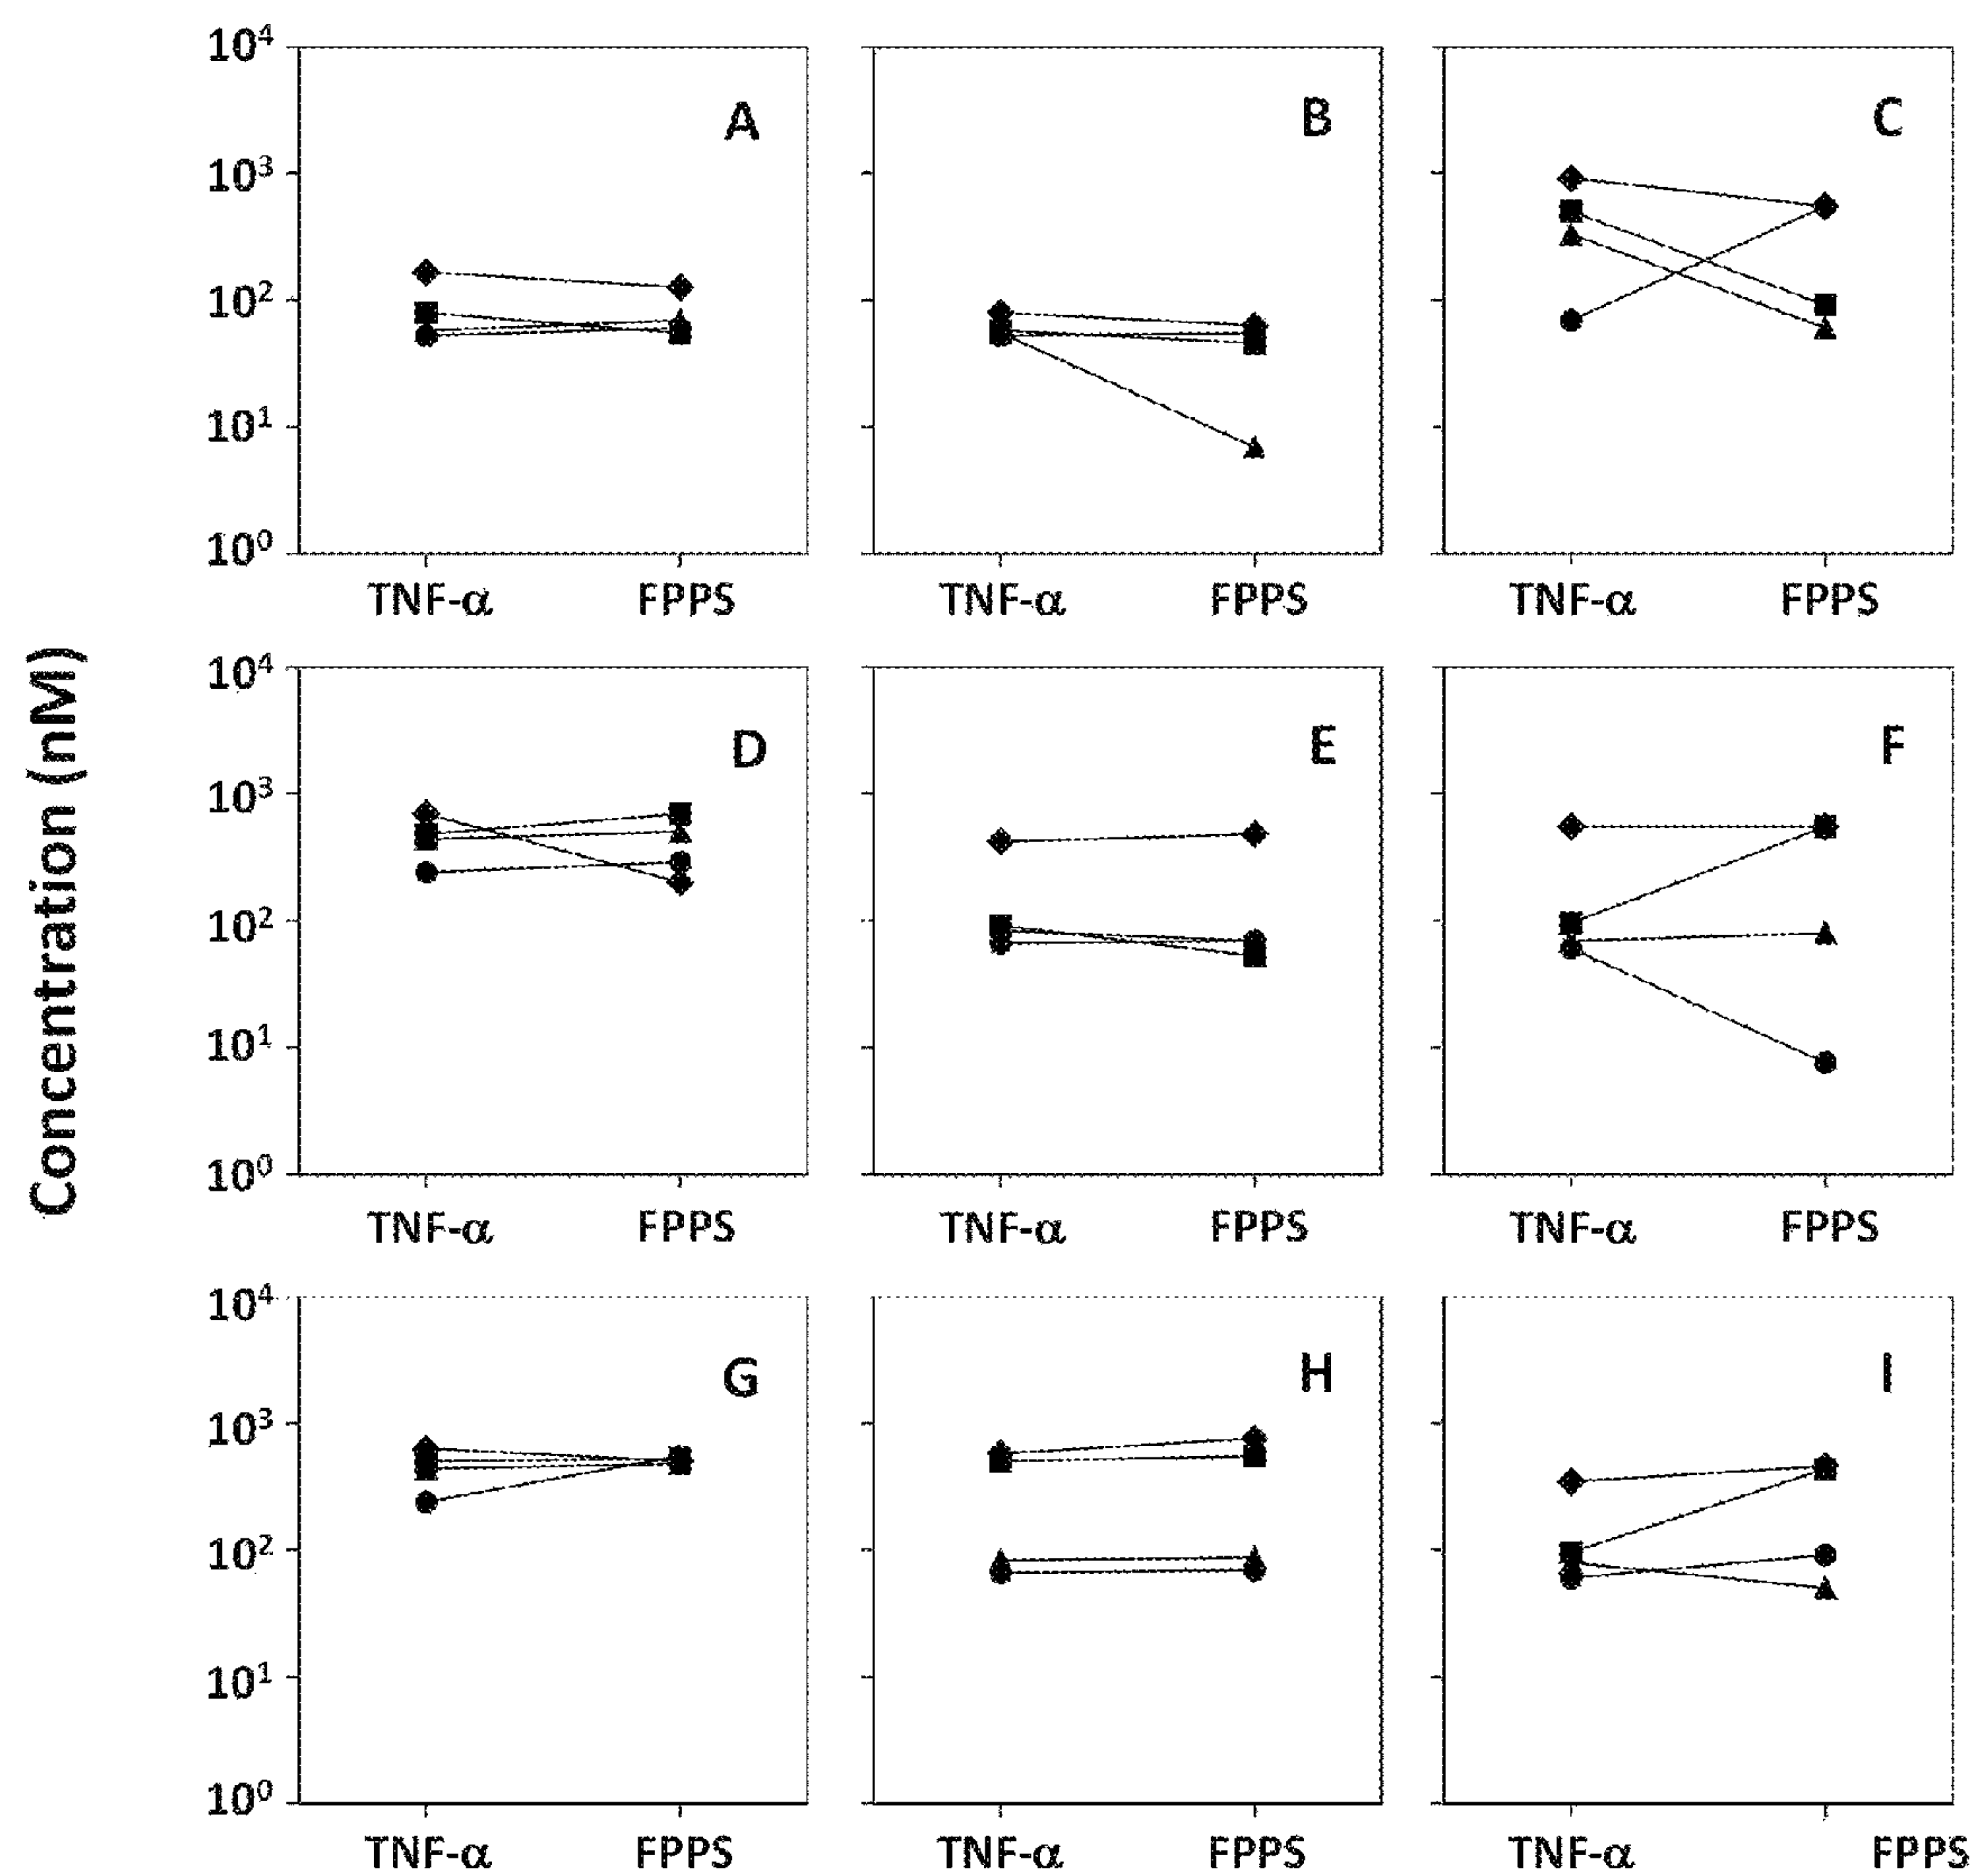 Concentration (nM)
10⁴
10³
10²
10¹
10⁰
A
B
C
TNF-α FPPS TNF-α FPPS TNF-α FPPS
10⁴
10³
10²
10¹
10⁰
D
E
F
TNF-α FPPS TNF-α FPPS TNF-α FPPS
10⁴
10³
10²
10¹
10⁰
G
H
I
TNF-α FPPS TNF-α FPPS TNF-α FPPS